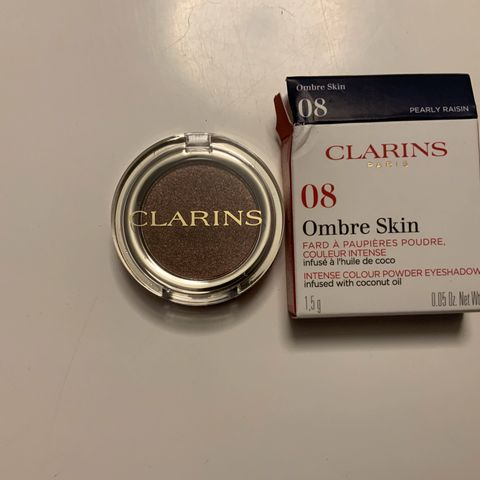 CLARINS
Ombre Skin
08
PEARLY RAISIN
CLARINS
PARIS
08
Ombre Skin
FARD À PAUPIÈRES POUDRE,
COULEUR INTENSE
infusé à l'huile de coco
INTENSE COLOUR POWDER EYESHADOW
infused with coconut oil
1,5 g 0.05 Oz. Net